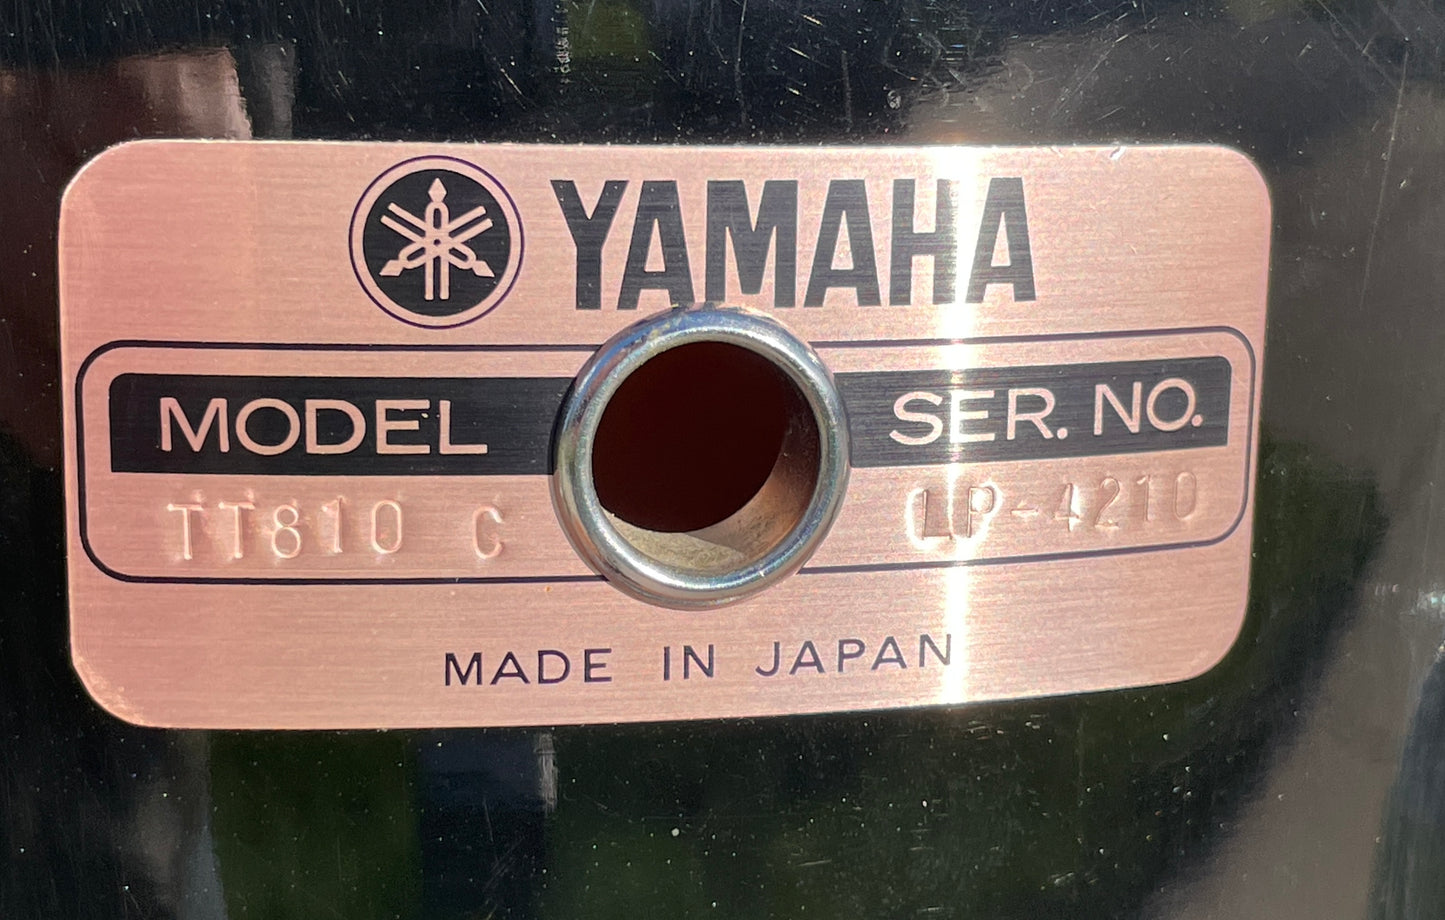 YAMAHA
MODEL SER. NO.
TT810 C LP-4210
MADE IN JAPAN